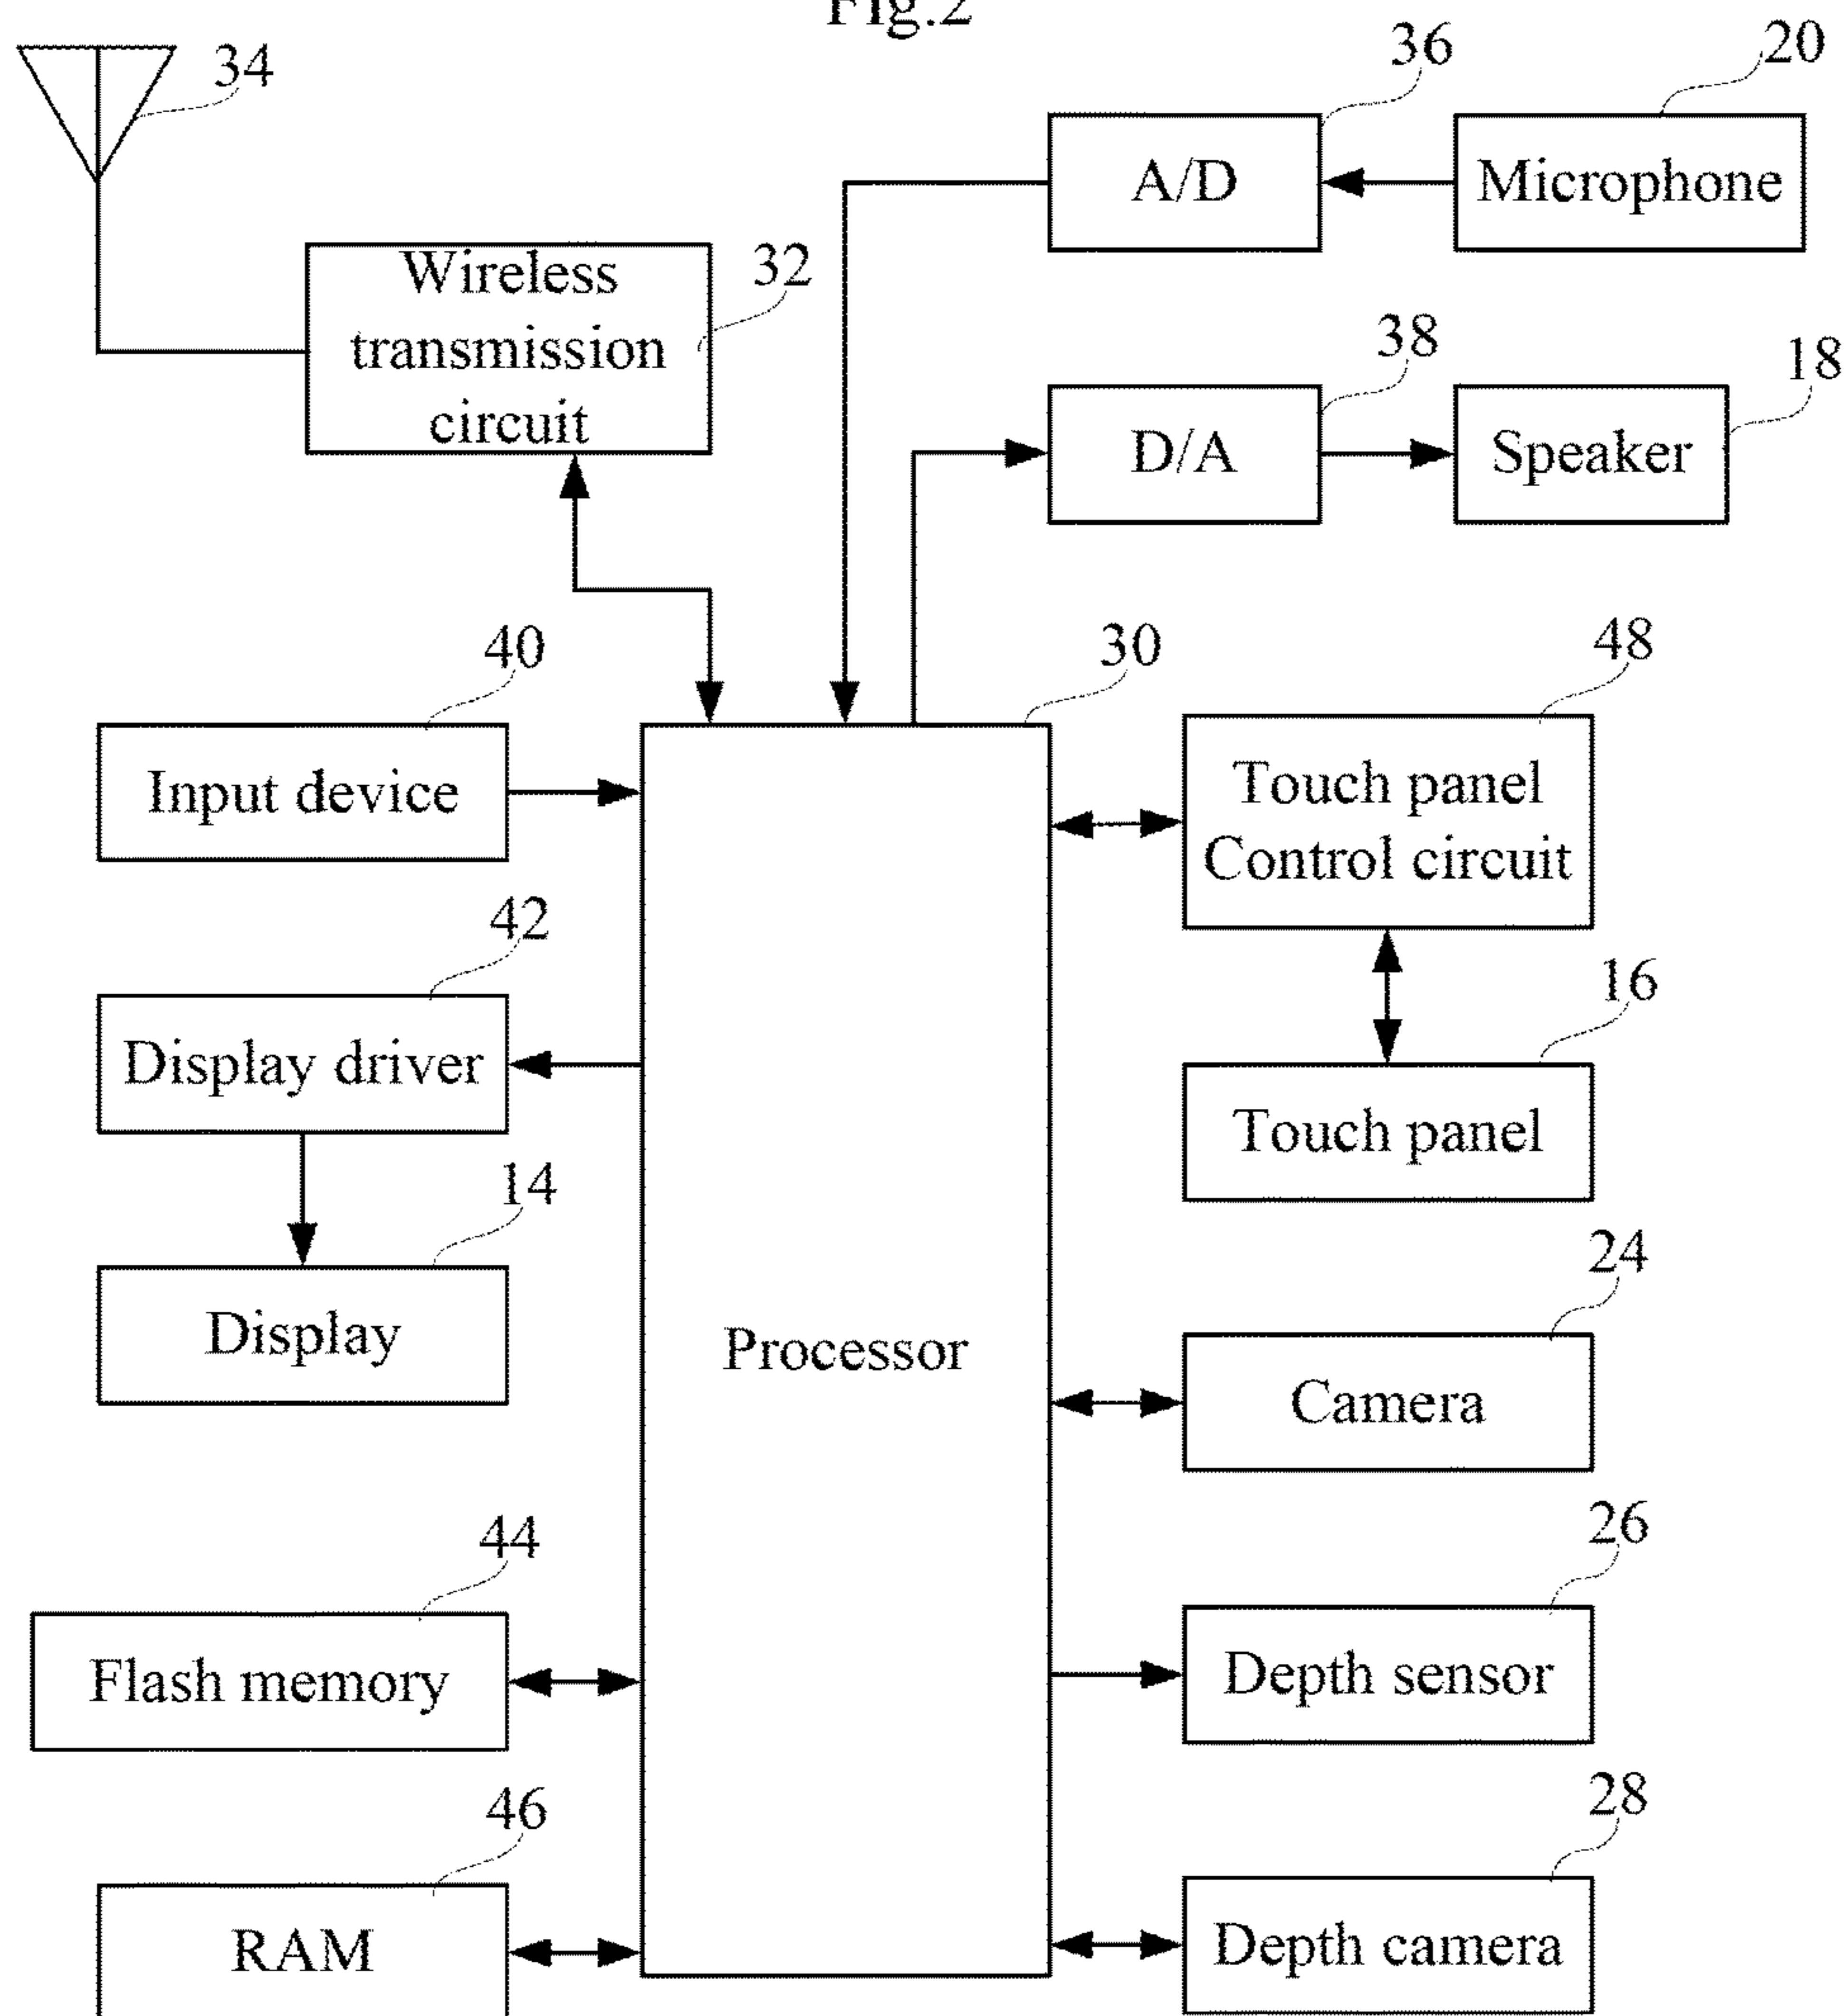 Fig.2
34
36
20
A/D
Microphone
32
Wireless
transmission
circuit
38
18
D/A
Speaker
40
30
48
Input device
Touch panel
Control circuit
42
16
Display driver
Touch panel
14
24
Display
Processor
Camera
44
26
Flash memory
Depth sensor
46
28
RAM
Depth camera